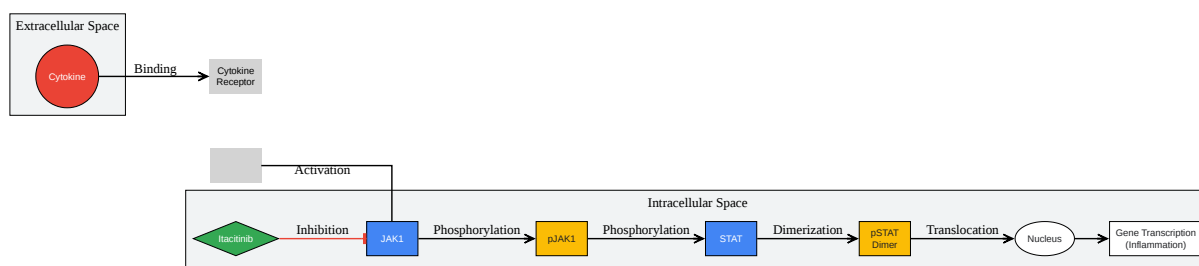 Extracellular Space
Cytokine
Binding
Cytokine
Receptor
Activation
Intracellular Space
Itacitinib
Inhibition
JAK1
Phosphorylation
pJAK1
Phosphorylation
STAT
Dimerization
pSTAT
Dimer
Translocation
Nucleus
Gene Transcription
(Inflammation)